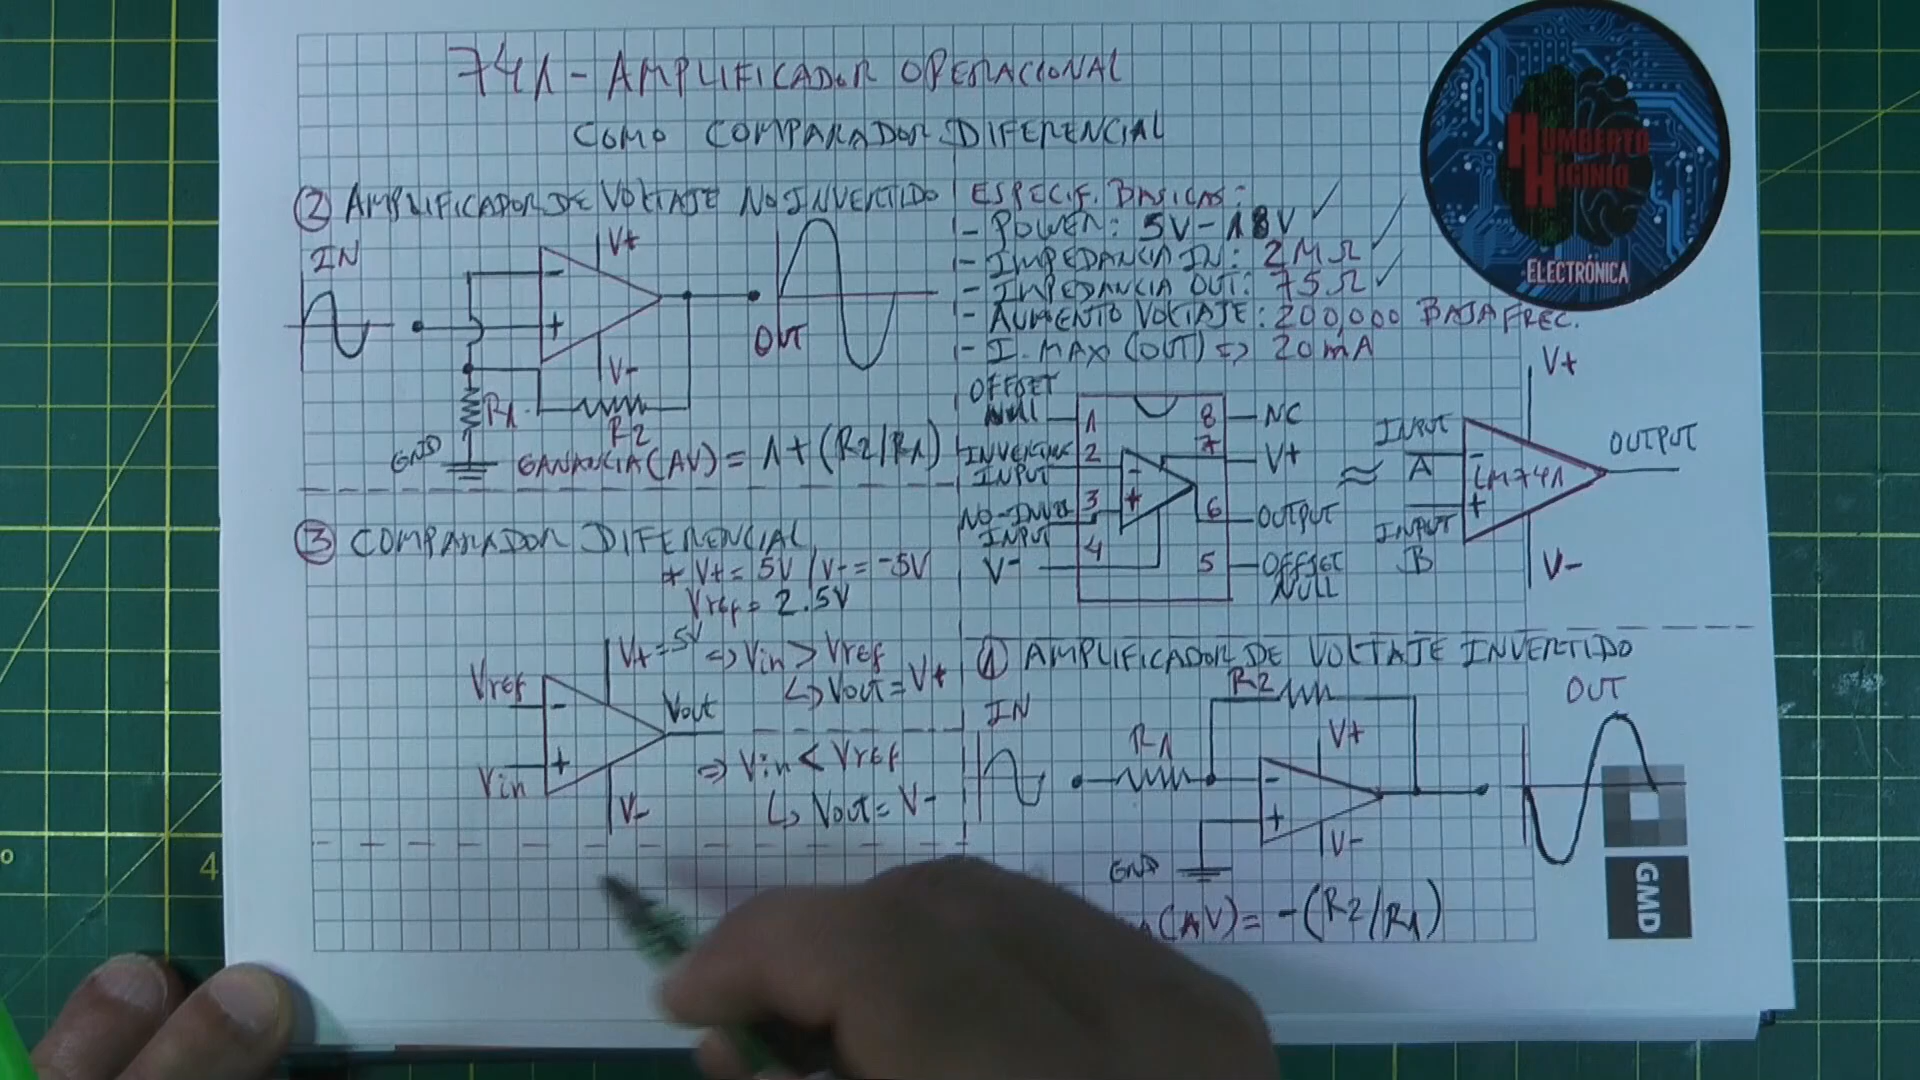 741 - AMPLIFICADOR OPERACIONAL
COMO COMPARADOR DIFERENCIAL
② AMPLIFICADOR DE VOLTAJE NO INVERTIDO
IN
V+
-
+
V-
OUT
R1
R2
GND
GANANCIA (AV) = 1 + (R2/R1)
ESPECIF. BASICAS:
- POWER: 5V - 18V ✓
- IMPEDANCIA IN: 2MΩ ✓
- IMPEDANCIA OUT: 75Ω ✓
- AUMENTO VOLTAJE: 200,000 BAJA FREC.
- I. MAX (OUT) => 20mA
OFFSET
NULL
1
8
NC
INVERTING
INPUT
2
7
V+
-
+
NO-INVER
INPUT
3
6
OUTPUT
V-
4
5
OFFSET
NULL
≈
V+
INPUT
A
-
LM741
OUTPUT
+
INPUT
B
V-
③ COMPARADOR DIFERENCIAL
* V+ = 5V / V- = -5V
Vref = 2.5V
Vref
-
V+ = 5V
Vout
Vin
+
V-
=> Vin > Vref
↳ Vout = V+
=> Vin < Vref
↳ Vout = V-
① AMPLIFICADOR DE VOLTAJE INVERTIDO
IN
R1
R2
V+
-
+
V-
GND
OUT
(AV) = -(R2/R1)
HUMBERTO
HIGINIO
ELECTRÓNICA
GMD
4